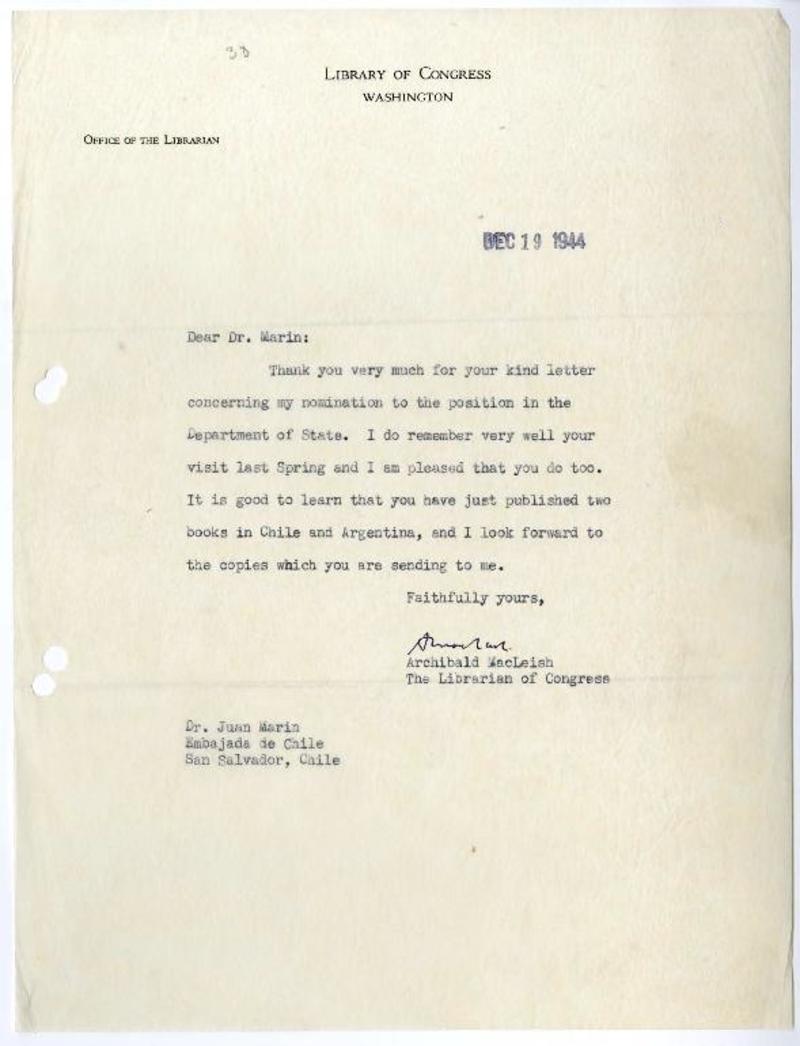 33
LIBRARY OF CONGRESS
WASHINGTON
OFFICE OF THE LIBRARIAN
DEC 19 1944
Dear Dr. Marin:
Thank you very much for your kind letter
concerning my nomination to the position in the
Department of State. I do remember very well your
visit last Spring and I am pleased that you do too.
It is good to learn that you have just published two
books in Chile and Argentina, and I look forward to
the copies which you are sending to me.
Faithfully yours,
Archibald MacLeish
The Librarian of Congress
Dr. Juan Marin
Embajada de Chile
San Salvador, Chile